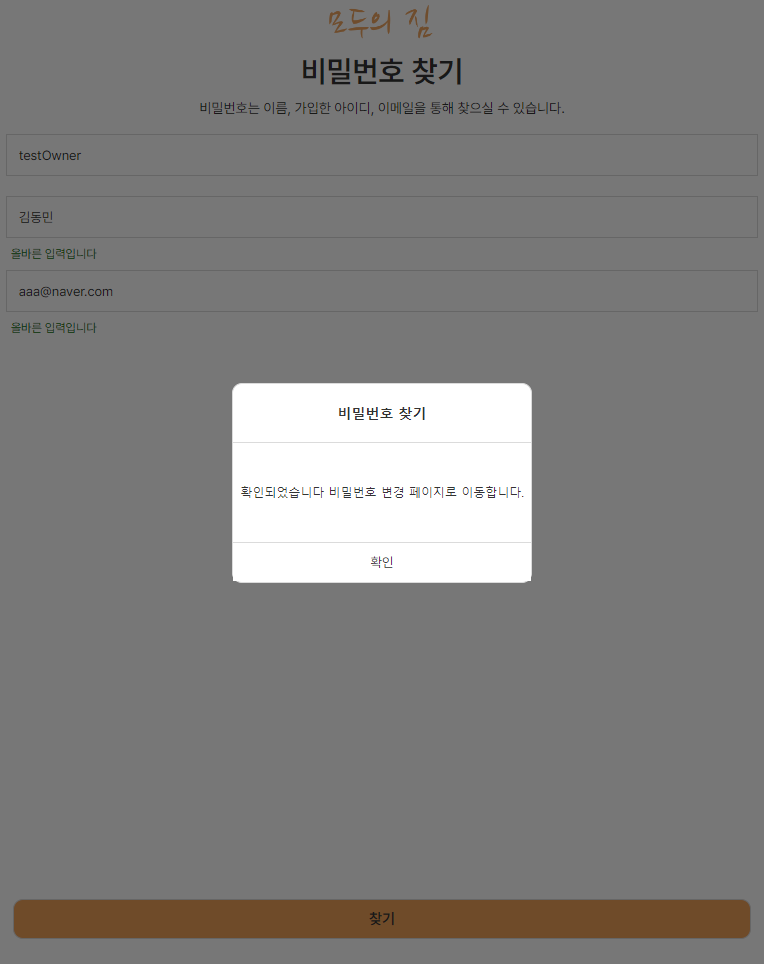 모두의 짐
비밀번호 찾기
비밀번호는 이름, 가입한 아이디, 이메일을 통해 찾으실 수 있습니다.
testOwner
김동민
올바른 입력입니다
aaa@naver.com
올바른 입력입니다
비밀번호 찾기
확인되었습니다 비밀번호 변경 페이지로 이동합니다.
확인
찾기